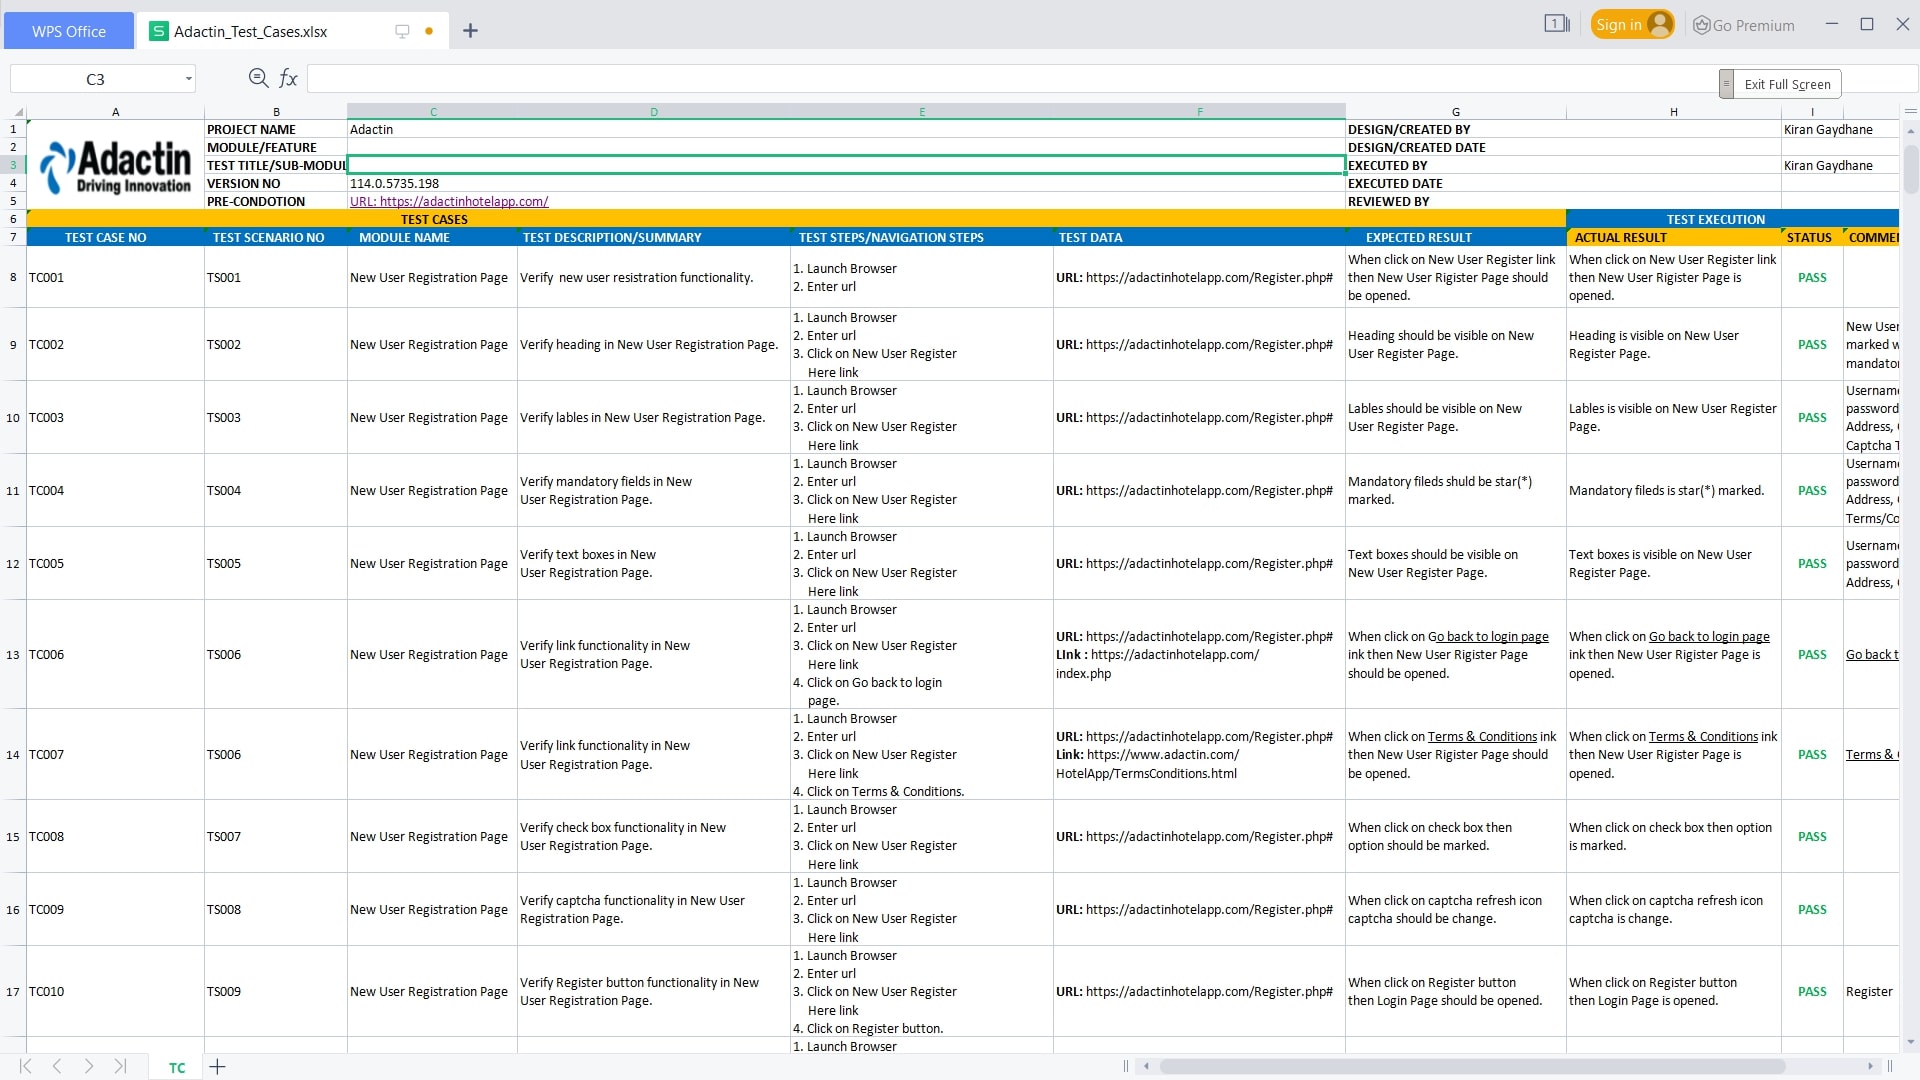 WPS Office
Adactin_Test_Cases.xlsx
1
Sign in
Go Premium
C3
fx
Exit Full Screen
A B C D E F G H I
1 PROJECT NAME Adactin DESIGN/CREATED BY Kiran Gaydhane
2 MODULE/FEATURE DESIGN/CREATED DATE
3 TEST TITLE/SUB-MODUL EXECUTED BY Kiran Gaydhane
4 VERSION NO 114.0.5735.198 EXECUTED DATE
5 PRE-CONDOTION URL: https://adactinhotelapp.com/ REVIEWED BY
Adactin
Driving Innovation
6 TEST CASES TEST EXECUTION
7 TEST CASE NO TEST SCENARIO NO MODULE NAME TEST DESCRIPTION/SUMMARY TEST STEPS/NAVIGATION STEPS TEST DATA EXPECTED RESULT ACTUAL RESULT STATUS COMME
8 TC001 TS001 New User Registration Page Verify  new user resistration functionality.
1. Launch Browser
2. Enter url
URL: https://adactinhotelapp.com/Register.php#
When click on New User Register link
then New User Rigister Page should
be opened.
When click on New User Register link
then New User Rigister Page is
opened.
PASS
9 TC002 TS002 New User Registration Page Verify heading in New User Registration Page.
1. Launch Browser
2. Enter url
3. Click on New User Register
Here link
URL: https://adactinhotelapp.com/Register.php#
Heading should be visible on New
User Register Page.
Heading is visible on New User
Register Page.
PASS
New User
marked w
mandator
10 TC003 TS003 New User Registration Page Verify lables in New User Registration Page.
1. Launch Browser
2. Enter url
3. Click on New User Register
Here link
URL: https://adactinhotelapp.com/Register.php#
Lables should be visible on New
User Register Page.
Lables is visible on New User Register
Page.
PASS
Username
password
Address,
Captcha T
11 TC004 TS004 New User Registration Page
Verify mandatory fields in New
User Registration Page.
1. Launch Browser
2. Enter url
3. Click on New User Register
Here link
URL: https://adactinhotelapp.com/Register.php#
Mandatory fileds shuld be star(*)
marked.
Mandatory fileds is star(*) marked.
PASS
Username
password
Address,
Terms/Co
12 TC005 TS005 New User Registration Page
Verify text boxes in New
User Registration Page.
1. Launch Browser
2. Enter url
3. Click on New User Register
Here link
URL: https://adactinhotelapp.com/Register.php#
Text boxes should be visible on
New User Register Page.
Text boxes is visible on New User
Register Page.
PASS
Username
password
Address,
13 TC006 TS006 New User Registration Page
Verify link functionality in New
User Registration Page.
1. Launch Browser
2. Enter url
3. Click on New User Register
Here link
4. Click on Go back to login
page.
URL: https://adactinhotelapp.com/Register.php#
LInk : https://adactinhotelapp.com/
index.php
When click on Go back to login page
ink then New User Rigister Page
should be opened.
When click on Go back to login page
ink then New User Rigister Page is
opened.
PASS
Go back t
14 TC007 TS006 New User Registration Page
Verify link functionality in New
User Registration Page.
1. Launch Browser
2. Enter url
3. Click on New User Register
Here link
4. Click on Terms & Conditions.
URL: https://adactinhotelapp.com/Register.php#
Link: https://www.adactin.com/
HotelApp/TermsConditions.html
When click on Terms & Conditions ink
then New User Rigister Page should
be opened.
When click on Terms & Conditions ink
then New User Rigister Page is
opened.
PASS
Terms &
15 TC008 TS007 New User Registration Page
Verify check box functionality in New
User Registration Page.
1. Launch Browser
2. Enter url
3. Click on New User Register
Here link
URL: https://adactinhotelapp.com/Register.php#
When click on check box then
option should be marked.
When click on check box then option
is marked.
PASS
16 TC009 TS008 New User Registration Page
Verify captcha functionality in New User
Registration Page.
1. Launch Browser
2. Enter url
3. Click on New User Register
Here link
URL: https://adactinhotelapp.com/Register.php#
When click on captcha refresh icon
captcha should be change.
When click on captcha refresh icon
captcha is change.
PASS
17 TC010 TS009 New User Registration Page
Verify Register button functionality in New
User Registration Page.
1. Launch Browser
2. Enter url
3. Click on New User Register
Here link
4. Click on Register button.
URL: https://adactinhotelapp.com/Register.php#
When click on Register button
then Login Page should be opened.
When click on Register button
then Login Page is opened.
PASS
Register
1. Launch Browser
TC